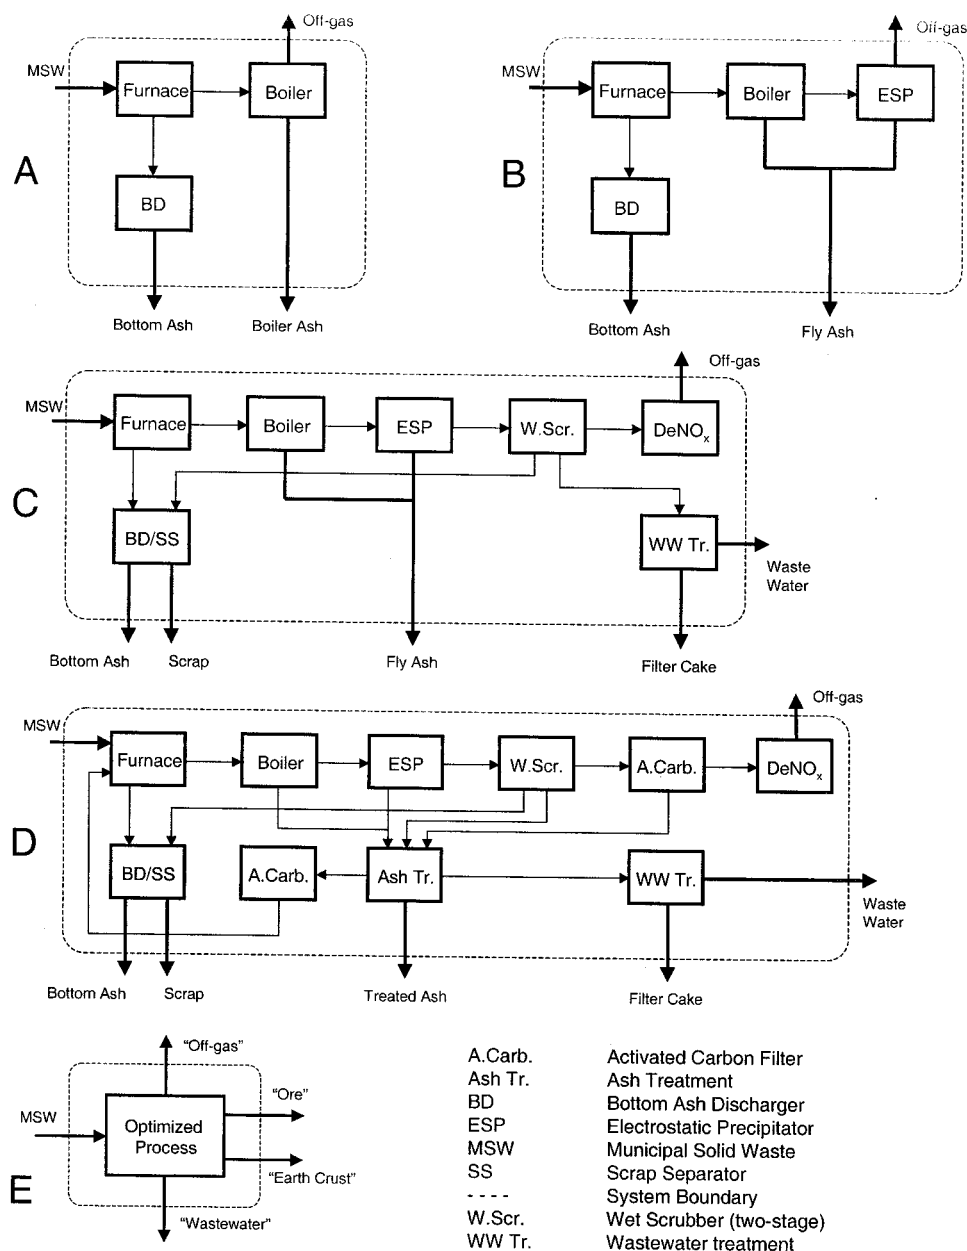 Off-gas
MSW
Furnace
Boiler
A
BD
Bottom Ash
Boiler Ash
Off-gas
MSW
Furnace
Boiler
ESP
B
BD
Bottom Ash
Fly Ash
Off-gas
MSW
Furnace
Boiler
ESP
W.Scr.
DeNOx
C
BD/SS
WW Tr.
Waste
Water
Bottom Ash
Scrap
Fly Ash
Filter Cake
Off-gas
MSW
Furnace
Boiler
ESP
W.Scr.
A.Carb.
DeNOx
D
BD/SS
A.Carb.
Ash Tr.
WW Tr.
Waste
Water
Bottom Ash
Scrap
Treated Ash
Filter Cake
"Off-gas"
MSW
"Ore"
Optimized
Process
"Earth Crust"
E
"Wastewater"
A.Carb. Activated Carbon Filter
Ash Tr. Ash Treatment
BD Bottom Ash Discharger
ESP Electrostatic Precipitator
MSW Municipal Solid Waste
SS Scrap Separator
- - - - System Boundary
W.Scr. Wet Scrubber (two-stage)
WW Tr. Wastewater treatment